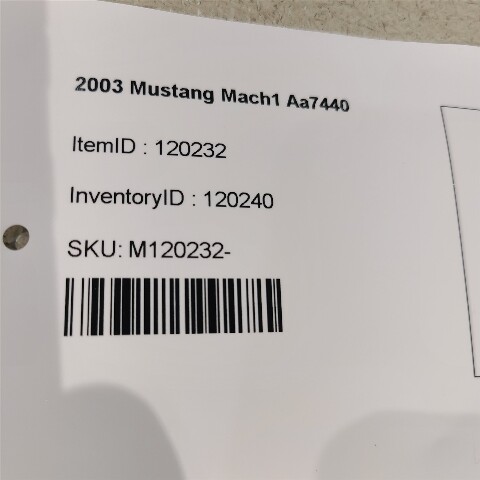 2003 Mustang Mach1 Aa7440
ItemID : 120232
InventoryID : 120240
SKU: M120232-